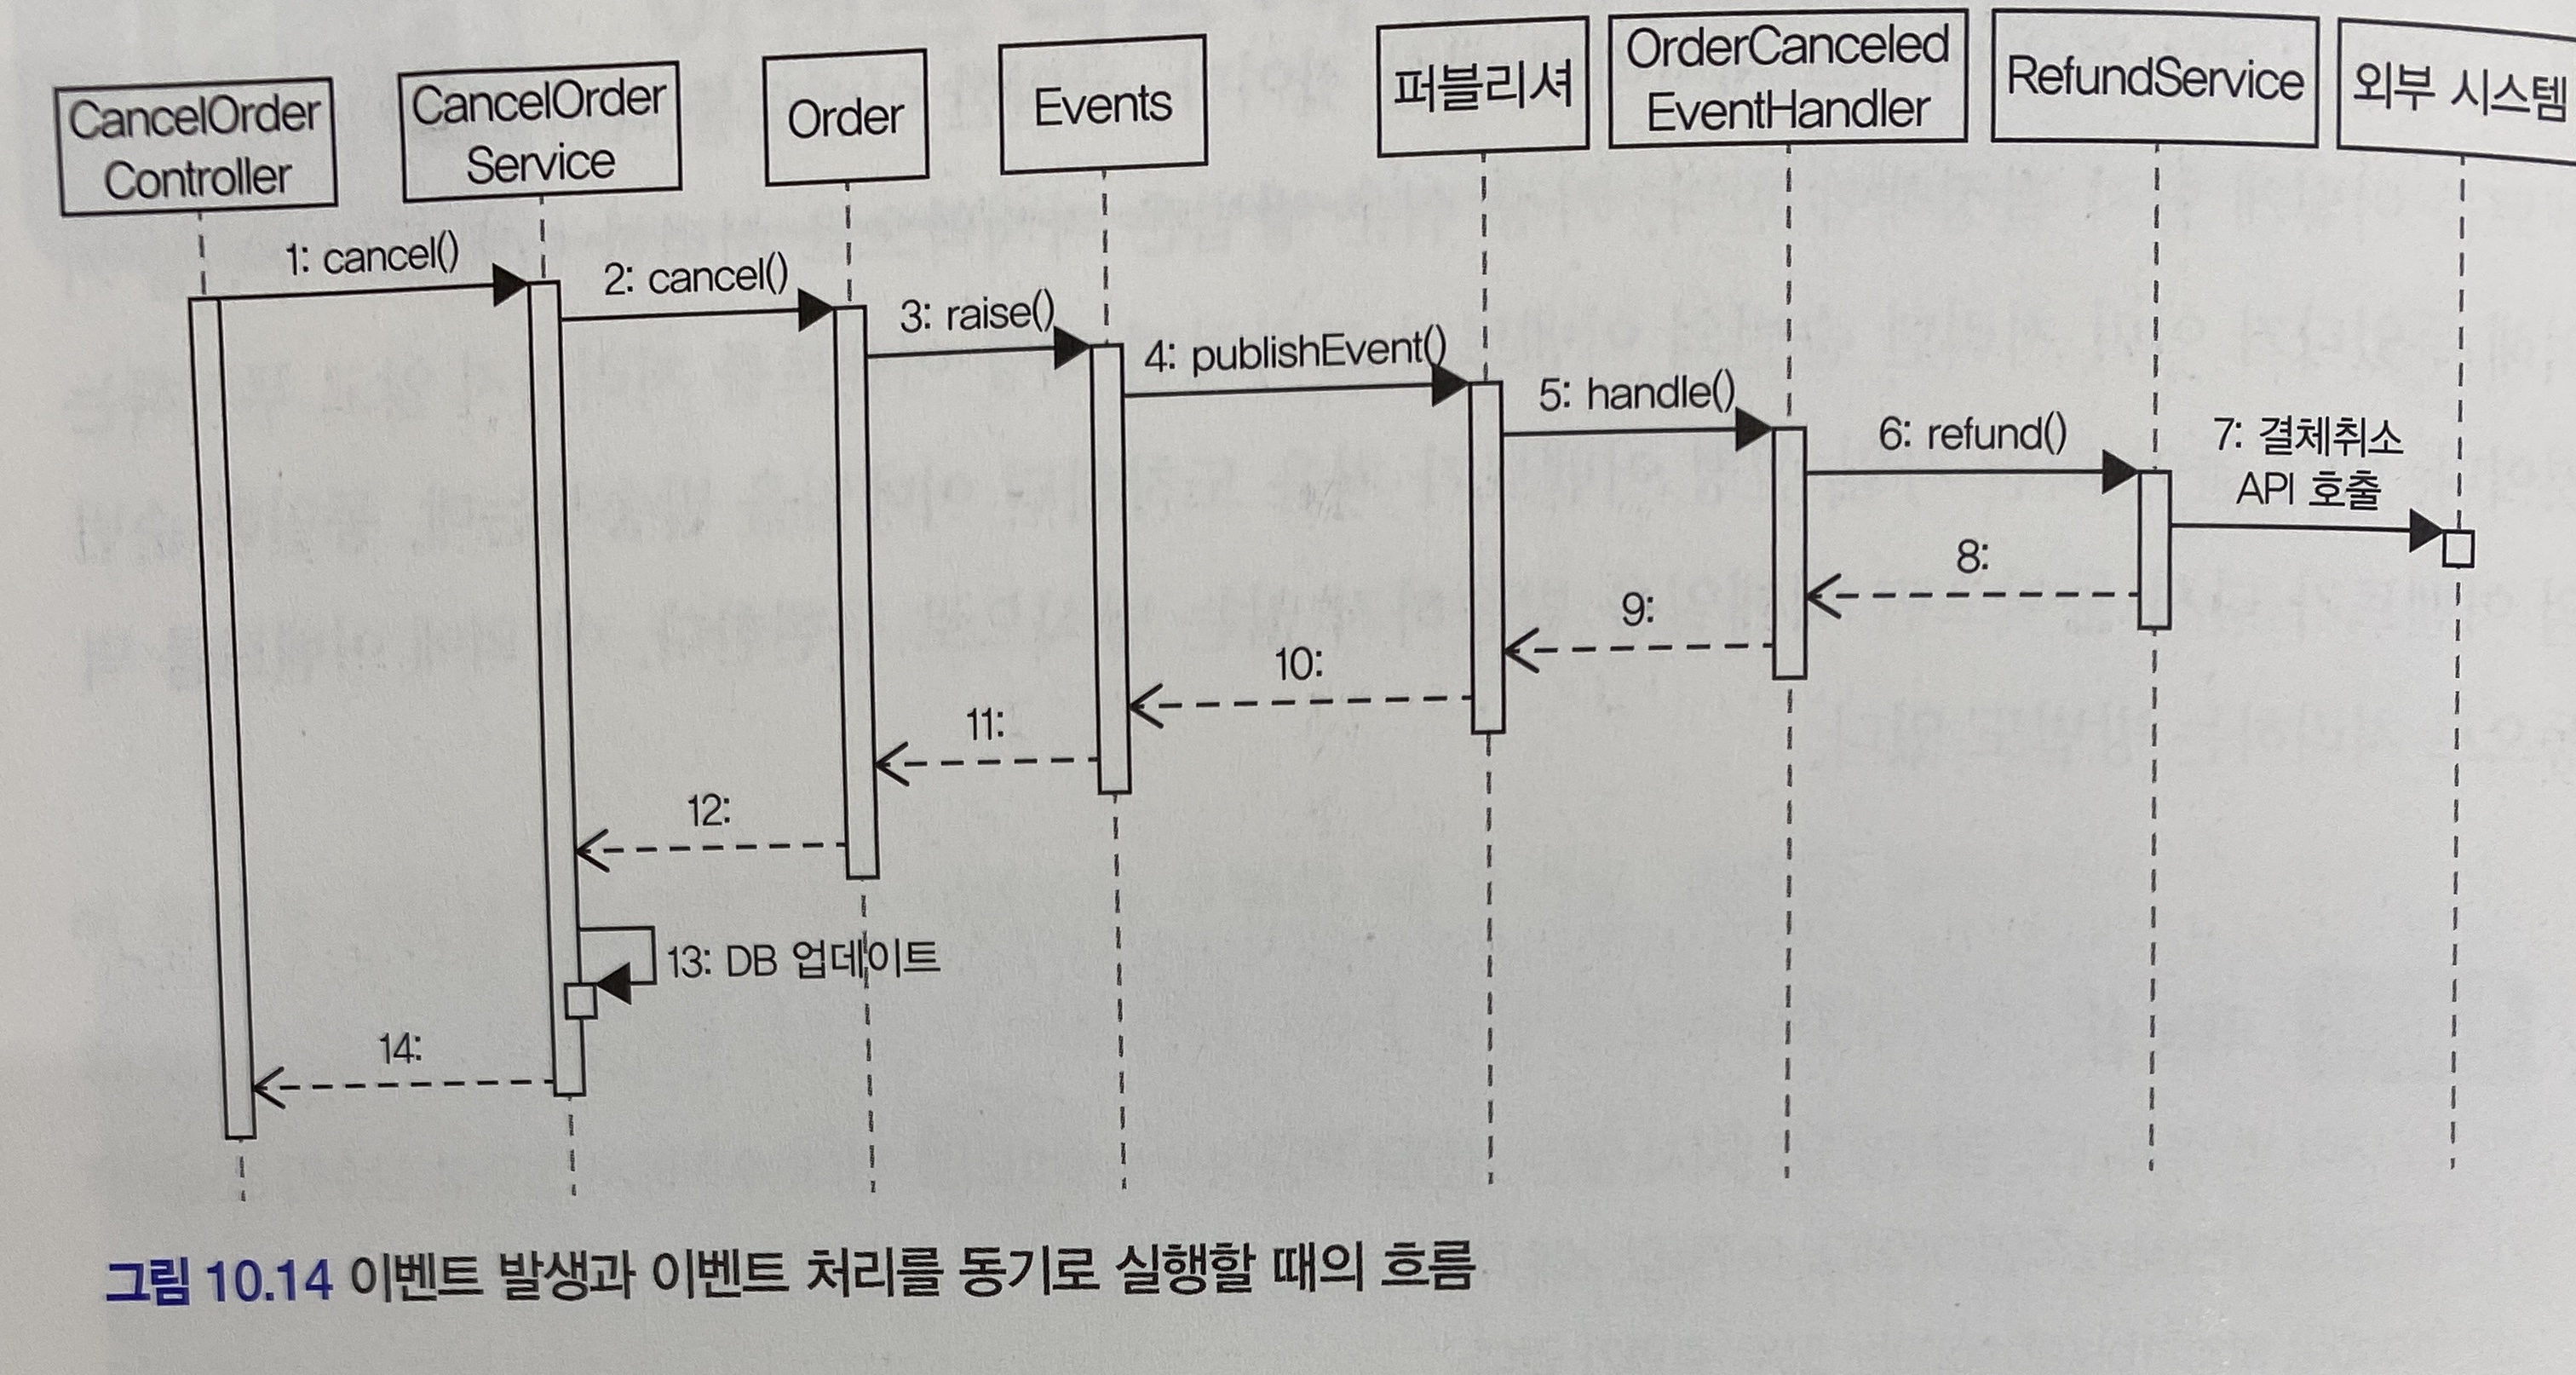 CancelOrder
Controller
CancelOrder
Service
Order
Events
퍼블리셔
OrderCanceled
EventHandler
RefundService
외부 시스템
1: cancel()
2: cancel()
3: raise()
4: publishEvent()
5: handle()
6: refund()
7: 결체취소
API 호출
8:
9:
10:
11:
12:
13: DB 업데이트
14:
그림 10.14 이벤트 발생과 이벤트 처리를 동기로 실행할 때의 흐름